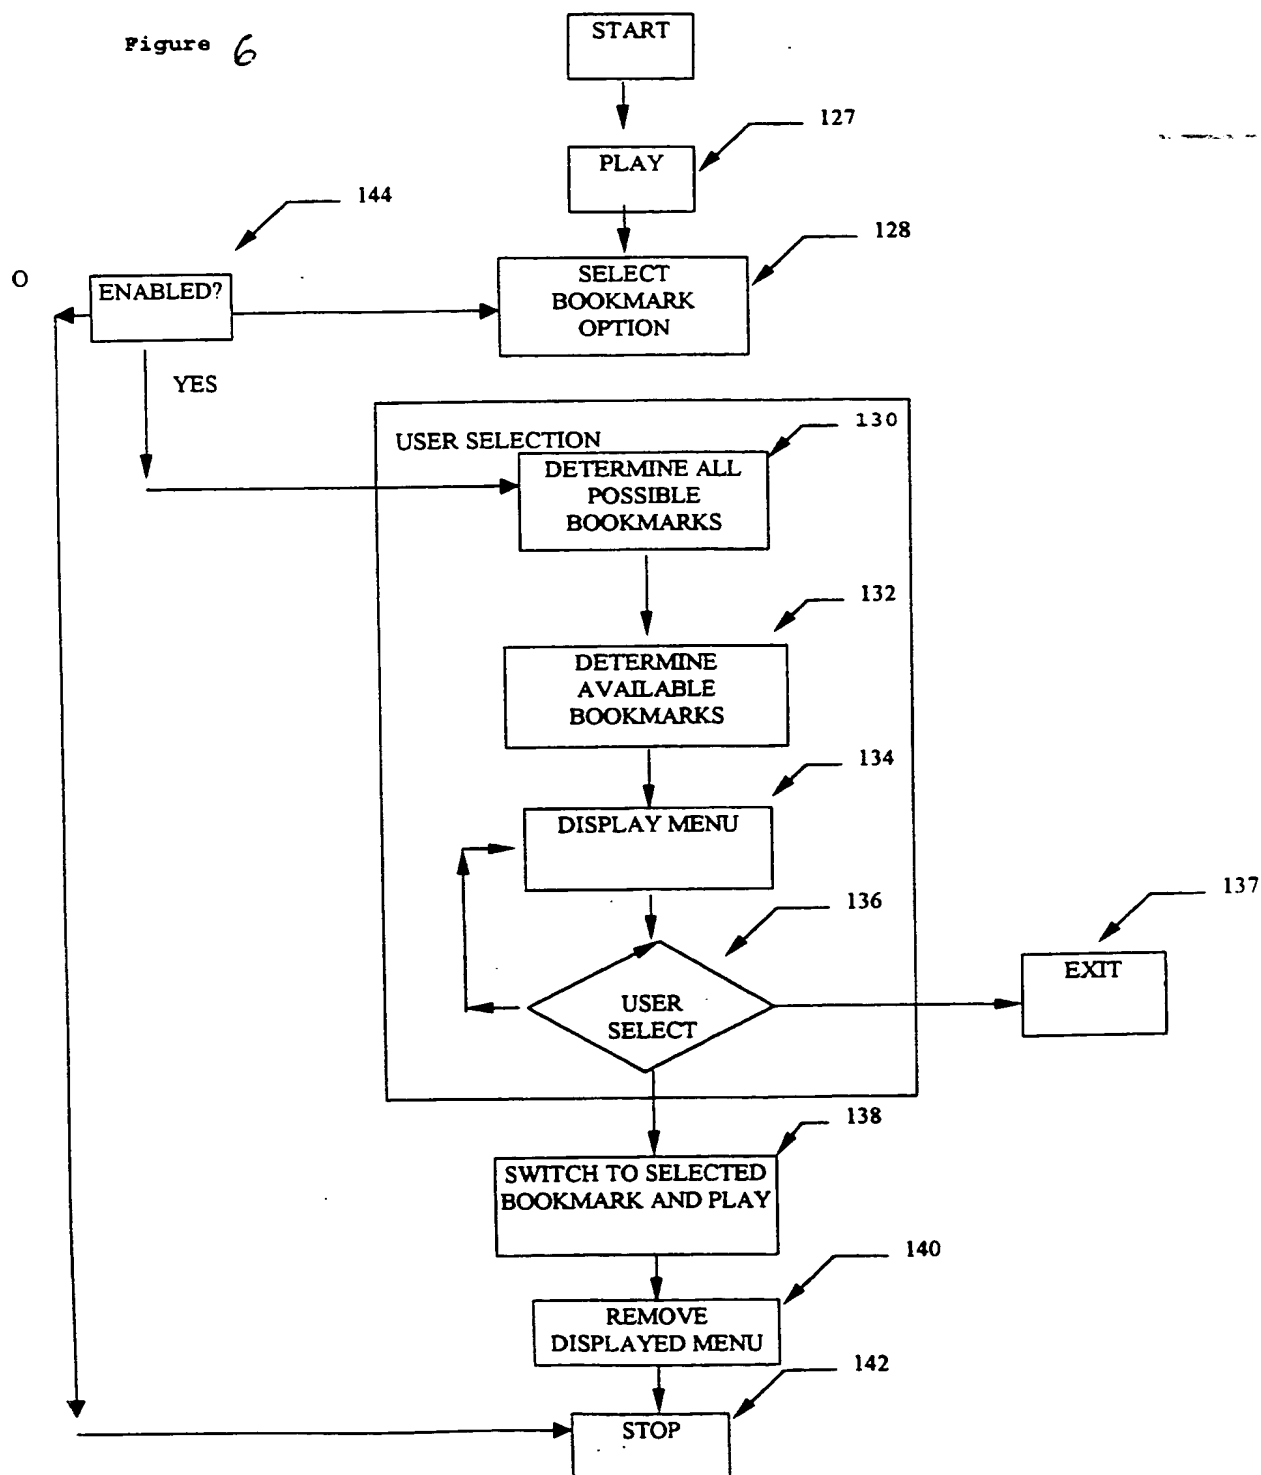 Figure 6
START
127
PLAY
144
128
O
ENABLED?
SELECT
BOOKMARK
OPTION
YES
130
USER SELECTION
DETERMINE ALL
POSSIBLE
BOOKMARKS
132
DETERMINE
AVAILABLE
BOOKMARKS
134
DISPLAY MENU
136
137
EXIT
USER
SELECT
138
SWITCH TO SELECTED
BOOKMARK AND PLAY
140
REMOVE
DISPLAYED MENU
142
STOP